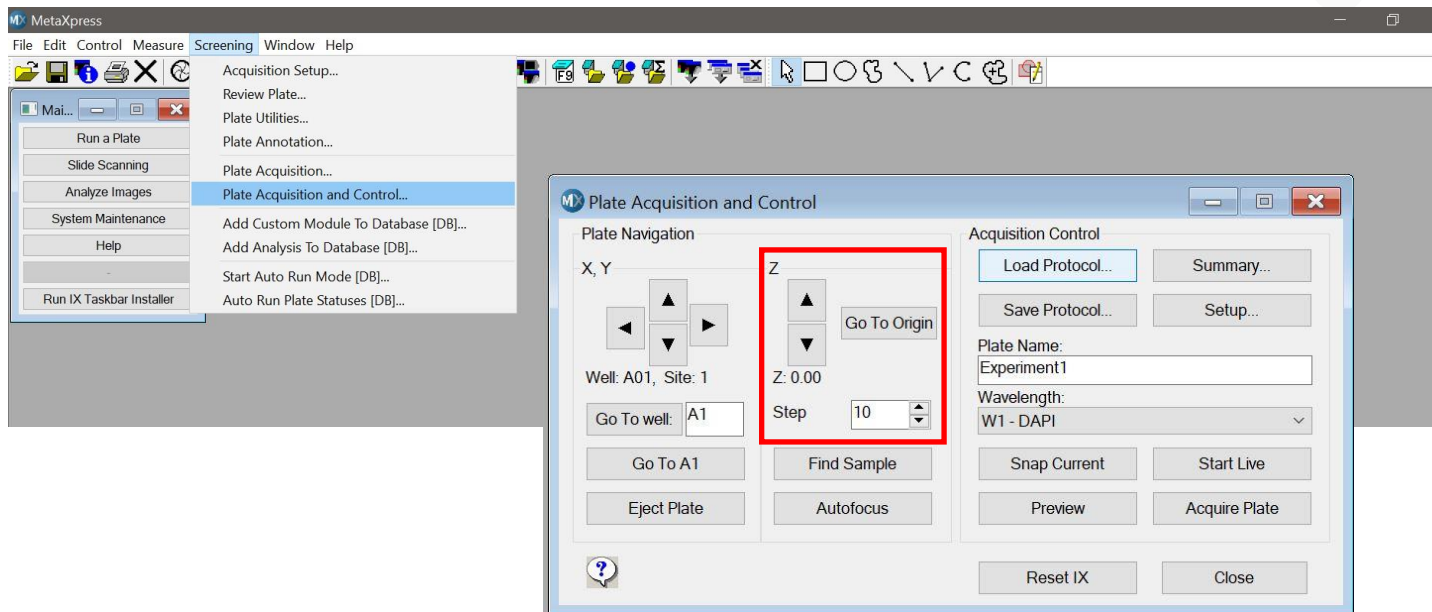 MX MetaXpress
File Edit Control Measure Screening Window Help
F9
Mai...
Run a Plate
Slide Scanning
Analyze Images
System Maintenance
Help
-
Run IX Taskbar Installer
Acquisition Setup...
Review Plate...
Plate Utilities...
Plate Annotation...
Plate Acquisition...
Plate Acquisition and Control...
Add Custom Module To Database [DB]...
Add Analysis To Database [DB]...
Start Auto Run Mode [DB]...
Auto Run Plate Statuses [DB]...
MX Plate Acquisition and Control
Plate Navigation
X, Y
Well: A01, Site: 1
Go To well: A1
Go To A1
Eject Plate
Z
Go To Origin
Z: 0.00
Step 10
Find Sample
Autofocus
Acquisition Control
Load Protocol... Summary...
Save Protocol... Setup...
Plate Name:
Experiment1
Wavelength:
W1 - DAPI
Snap Current Start Live
Preview Acquire Plate
?
Reset IX Close